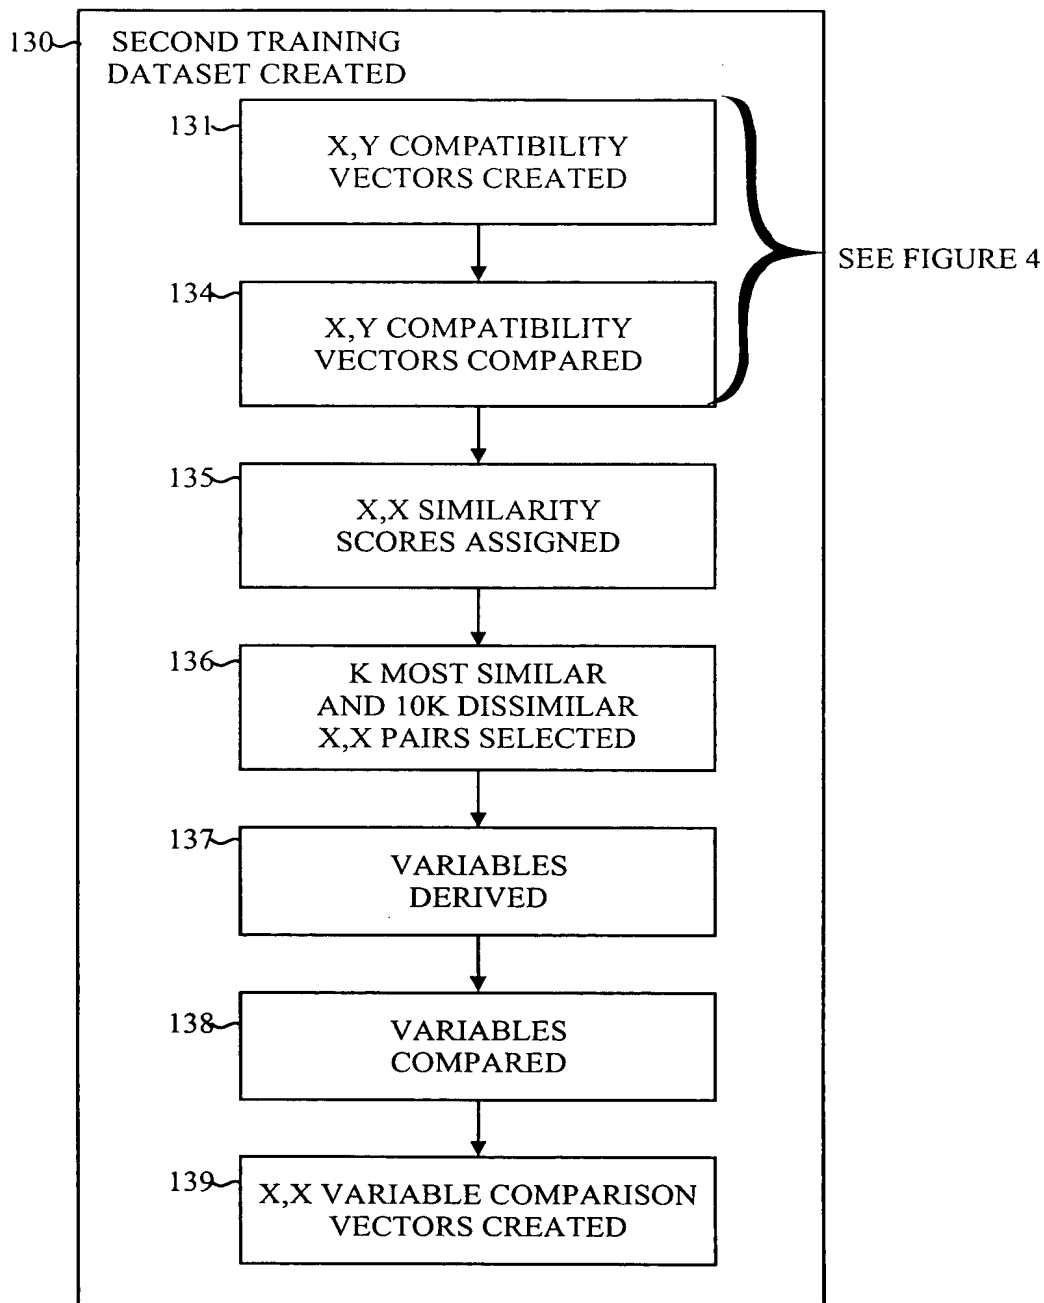 130
SECOND TRAINING
DATASET CREATED
131
X,Y COMPATIBILITY
VECTORS CREATED
SEE FIGURE 4
134
X,Y COMPATIBILITY
VECTORS COMPARED
135
X,X SIMILARITY
SCORES ASSIGNED
136
K MOST SIMILAR
AND 10K DISSIMILAR
X,X PAIRS SELECTED
137
VARIABLES
DERIVED
138
VARIABLES
COMPARED
139
X,X VARIABLE COMPARISON
VECTORS CREATED